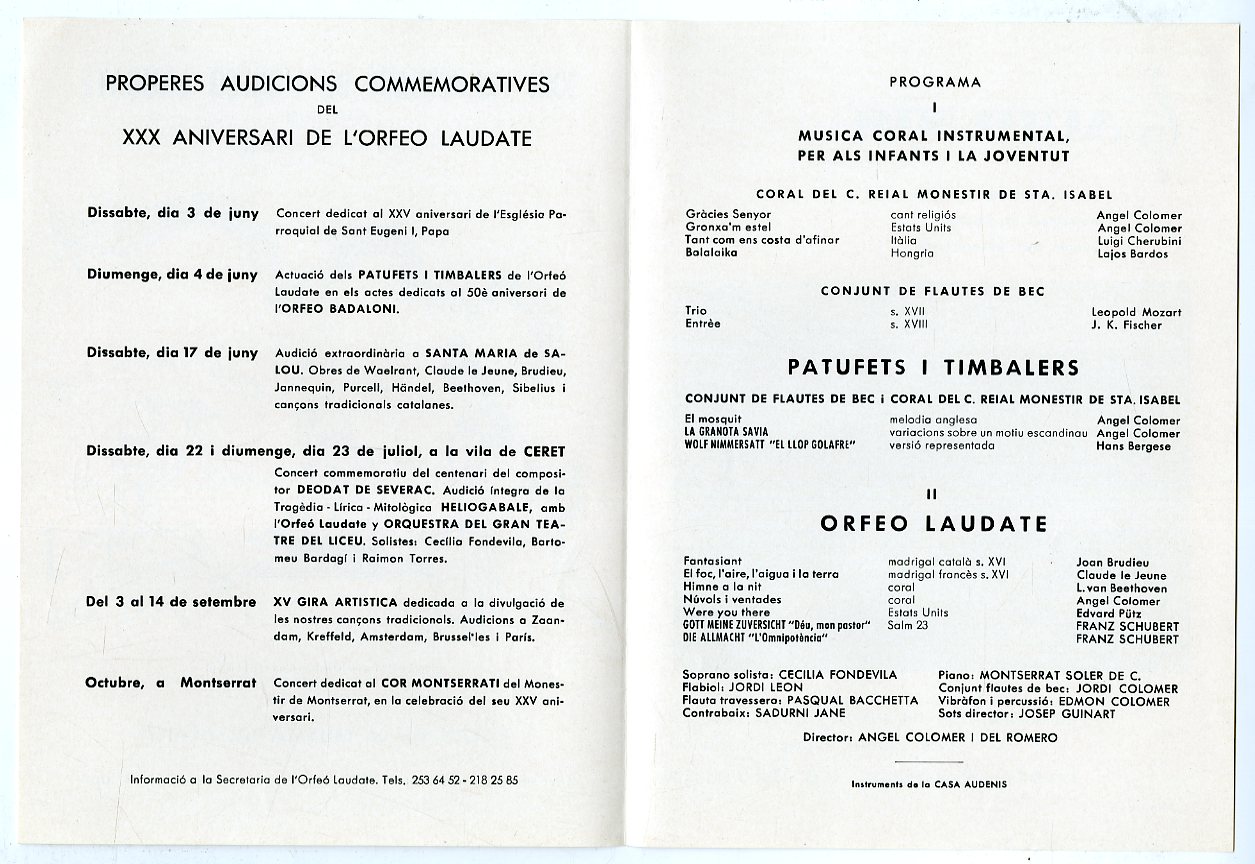 PROPERES AUDICIONS COMMEMORATIVES
DEL
XXX ANIVERSARI DE L'ORFEO LAUDATE
Dissabte, dia 3 de juny Concert dedicat al XXV aniversari de l'Església Pa-
rroquial de Sant Eugeni I, Papa
Diumenge, dia 4 de juny Actuació dels PATUFETS I TIMBALERS de l'Orfeó
Laudate en els actes dedicats al 50è aniversari de
l'ORFEO BADALONI.
Dissabte, dia 17 de juny Audició extraordinària a SANTA MARIA de SA-
LOU. Obres de Waelrant, Claude le Jeune, Brudieu,
Jannequin, Purcell, Händel, Beethoven, Sibelius i
cançons tradicionals catalanes.
Dissabte, dia 22 i diumenge, dia 23 de juliol, a la vila de CERET
Concert commemoratiu del centenari del composi-
tor DEODAT DE SEVERAC. Audició íntegra de la
Tragèdia - Lírica - Mitològica HELIOGABALE, amb
l'Orfeó Laudate y ORQUESTRA DEL GRAN TEA-
TRE DEL LICEU. Solistes: Cecília Fondevila, Barto-
meu Bardagí i Raimon Torres.
Del 3 al 14 de setembre XV GIRA ARTISTICA dedicada a la divulgació de
les nostres cançons tradicionals. Audicions a Zaan-
dam, Kreffeld, Amsterdam, Brussel'les i París.
Octubre, a Montserrat Concert dedicat al COR MONTSERRATI del Mones-
tir de Montserrat, en la celebració del seu XXV ani-
versari.
Informació a la Secretaria de l'Orfeó Laudate. Tels. 253 64 52 - 218 25 85
PROGRAMA
I
MUSICA CORAL INSTRUMENTAL,
PER ALS INFANTS I LA JOVENTUT
CORAL DEL C. REIAL MONESTIR DE STA. ISABEL
Gràcies Senyor cant religiós Angel Colomer
Gronxa'm estel Estats Units Angel Colomer
Tant com ens costa d'afinar Itàlia Luigi Cherubini
Balalaika Hongria Lajos Bardos
CONJUNT DE FLAUTES DE BEC
Trio s. XVII Leopold Mozart
Entrèe s. XVIII J. K. Fischer
PATUFETS I TIMBALERS
CONJUNT DE FLAUTES DE BEC i CORAL DEL C. REIAL MONESTIR DE STA. ISABEL
El mosquit melodia anglesa Angel Colomer
LA GRANOTA SAVIA variacions sobre un motiu escandinau Angel Colomer
WOLF NIMMERSATT "EL LLOP GOLAFRE" versió representada Hans Bergese
II
ORFEO LAUDATE
Fantasiant madrigal català s. XVI Joan Brudieu
El foc, l'aire, l'aigua i la terra madrigal francès s. XVI Claude le Jeune
Himne a la nit coral L. van Beethoven
Núvols i ventades coral Angel Colomer
Were you there Estats Units Edvard Pütz
GOTT MEINE ZUVERSICHT "Déu, mon pastor" Salm 23 FRANZ SCHUBERT
DIE ALLMACHT "L'Omnipotència" FRANZ SCHUBERT
Soprano solista: CECILIA FONDEVILA Piano: MONTSERRAT SOLER DE C.
Flabiol: JORDI LEON Conjunt flautes de bec: JORDI COLOMER
Flauta travessera: PASQUAL BACCHETTA Vibràfon i percussió: EDMON COLOMER
Contrabaix: SADURNI JANE Sots director: JOSEP GUINART
Director: ANGEL COLOMER I DEL ROMERO
Instruments de la CASA AUDENIS